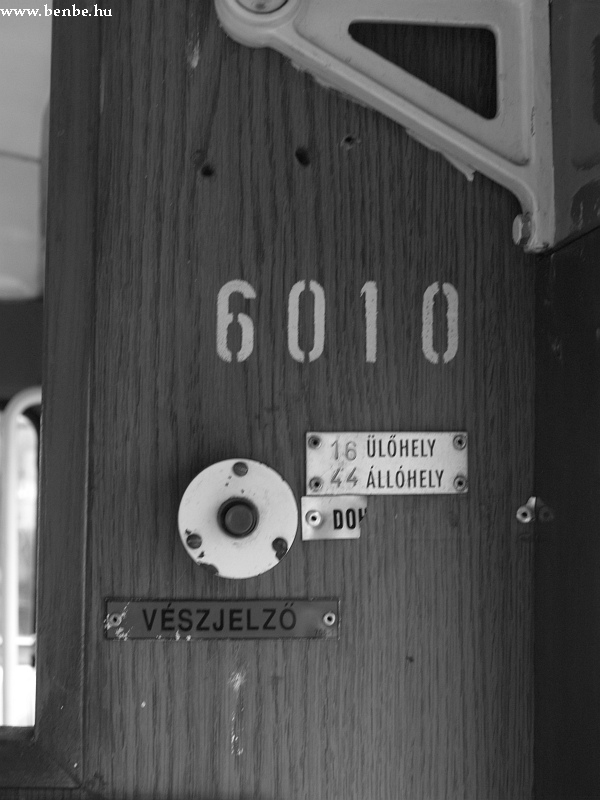 www.benbe.hu
6010
16 ÜLŐHELY
44 ÁLLÓHELY
DOH
VÉSZJELZŐ